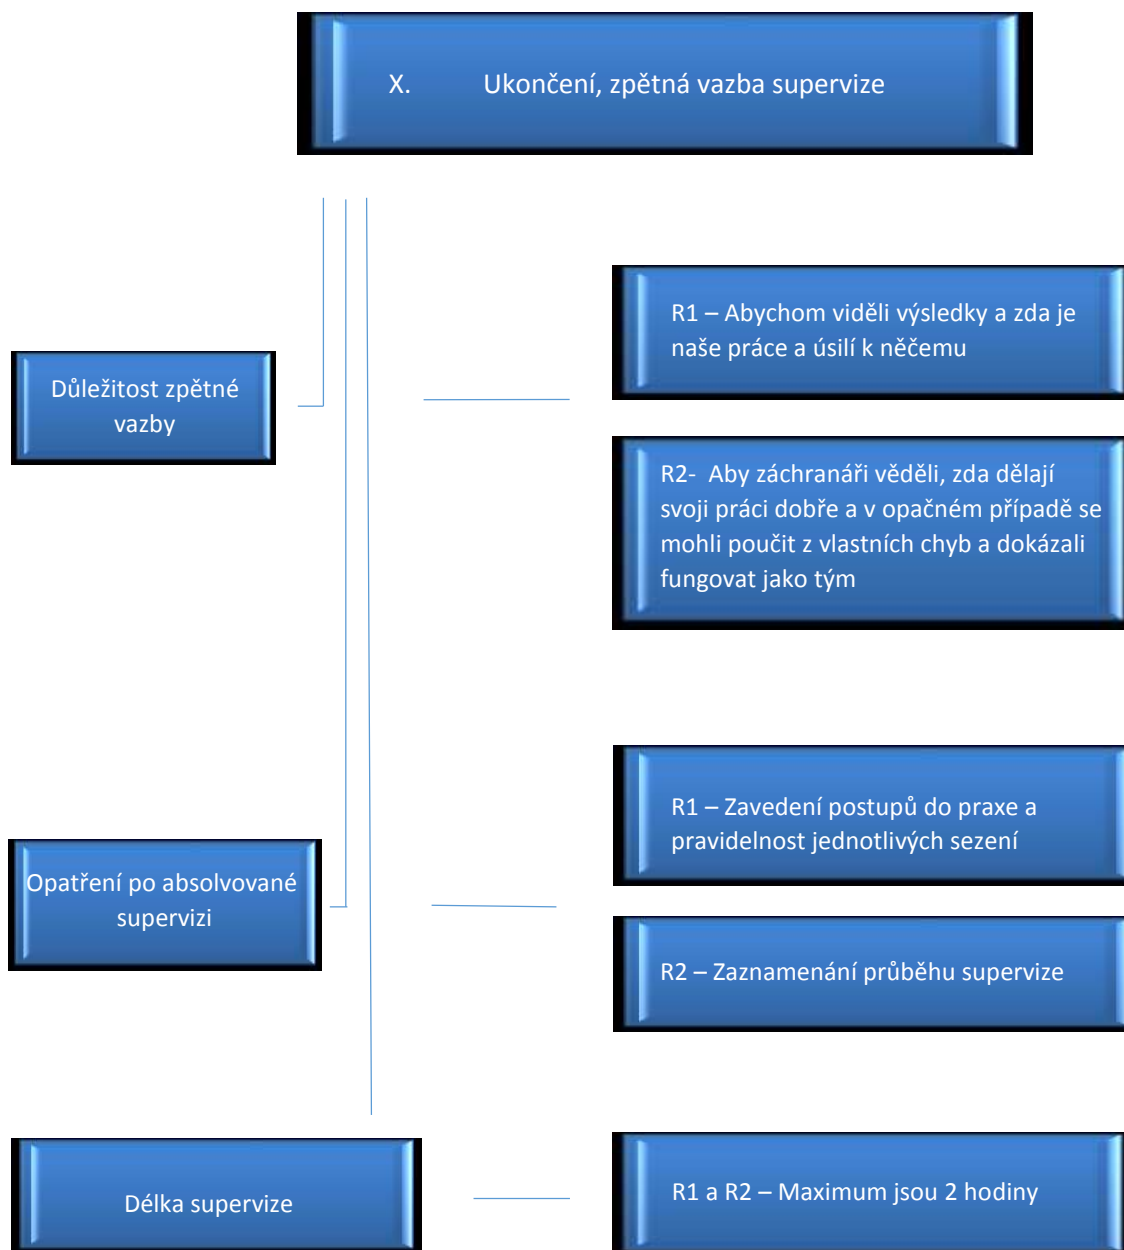 X. Ukončení, zpětná vazba supervize
Důležitost zpětné
vazby
R1 – Abychom viděli výsledky a zda je
naše práce a úsilí k něčemu
R2- Aby záchranáři věděli, zda dělají
svoji práci dobře a v opačném případě se
mohli poučit z vlastních chyb a dokázali
fungovat jako tým
Opatření po absolvované
supervizi
R1 – Zavedení postupů do praxe a
pravidelnost jednotlivých sezení
R2 – Zaznamenání průběhu supervize
Délka supervize
R1 a R2 – Maximum jsou 2 hodiny